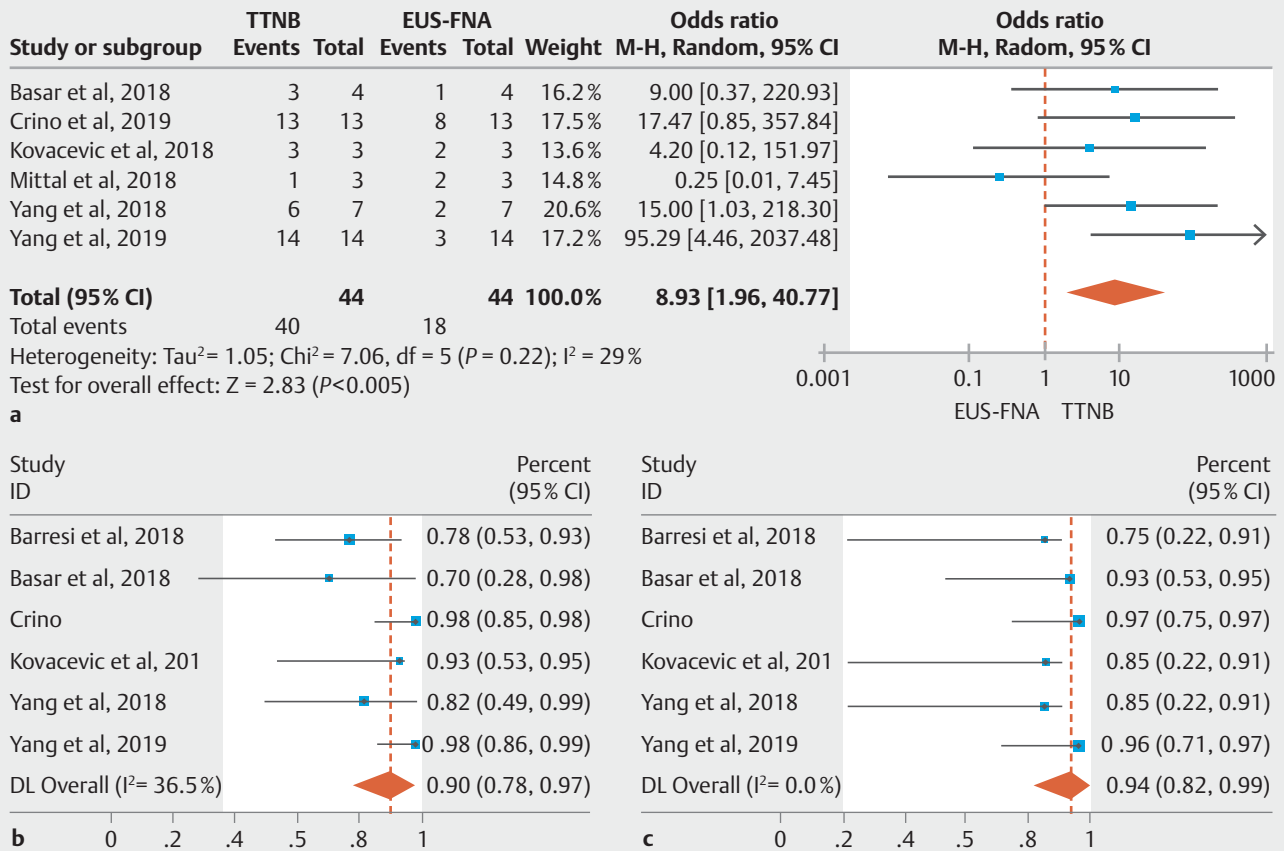 TTNB EUS-FNA Odds ratio Odds ratio
Study or subgroup Events Total Events Total Weight M-H, Random, 95% CI M-H, Radom, 95% CI
Basar et al, 2018 3 4 1 4 16.2% 9.00 [0.37, 220.93]
Crino et al, 2019 13 13 8 13 17.5% 17.47 [0.85, 357.84]
Kovacevic et al, 2018 3 3 2 3 13.6% 4.20 [0.12, 151.97]
Mittal et al, 2018 1 3 2 3 14.8% 0.25 [0.01, 7.45]
Yang et al, 2018 6 7 2 7 20.6% 15.00 [1.03, 218.30]
Yang et al, 2019 14 14 3 14 17.2% 95.29 [4.46, 2037.48]
Total (95% CI) 44 44 100.0% 8.93 [1.96, 40.77]
Total events 40 18
Heterogeneity: Tau² = 1.05; Chi² = 7.06, df = 5 (P = 0.22); I² = 29%
Test for overall effect: Z = 2.83 (P<0.005)
0.001 0.1 1 10 1000
EUS-FNA TTNB
a
Study Percent
ID (95% CI)
Barresi et al, 2018 0.78 (0.53, 0.93)
Basar et al, 2018 0.70 (0.28, 0.98)
Crino 0.98 (0.85, 0.98)
Kovacevic et al, 201 0.93 (0.53, 0.95)
Yang et al, 2018 0.82 (0.49, 0.99)
Yang et al, 2019 0 .98 (0.86, 0.99)
DL Overall (I²= 36.5%) 0.90 (0.78, 0.97)
b 0 .2 .4 .5 .8 1
Study Percent
ID (95% CI)
Barresi et al, 2018 0.75 (0.22, 0.91)
Basar et al, 2018 0.93 (0.53, 0.95)
Crino 0.97 (0.75, 0.97)
Kovacevic et al, 201 0.85 (0.22, 0.91)
Yang et al, 2018 0.85 (0.22, 0.91)
Yang et al, 2019 0 .96 (0.71, 0.97)
DL Overall (I²= 0.0%) 0.94 (0.82, 0.99)
c 0 .2 .4 .5 .8 1